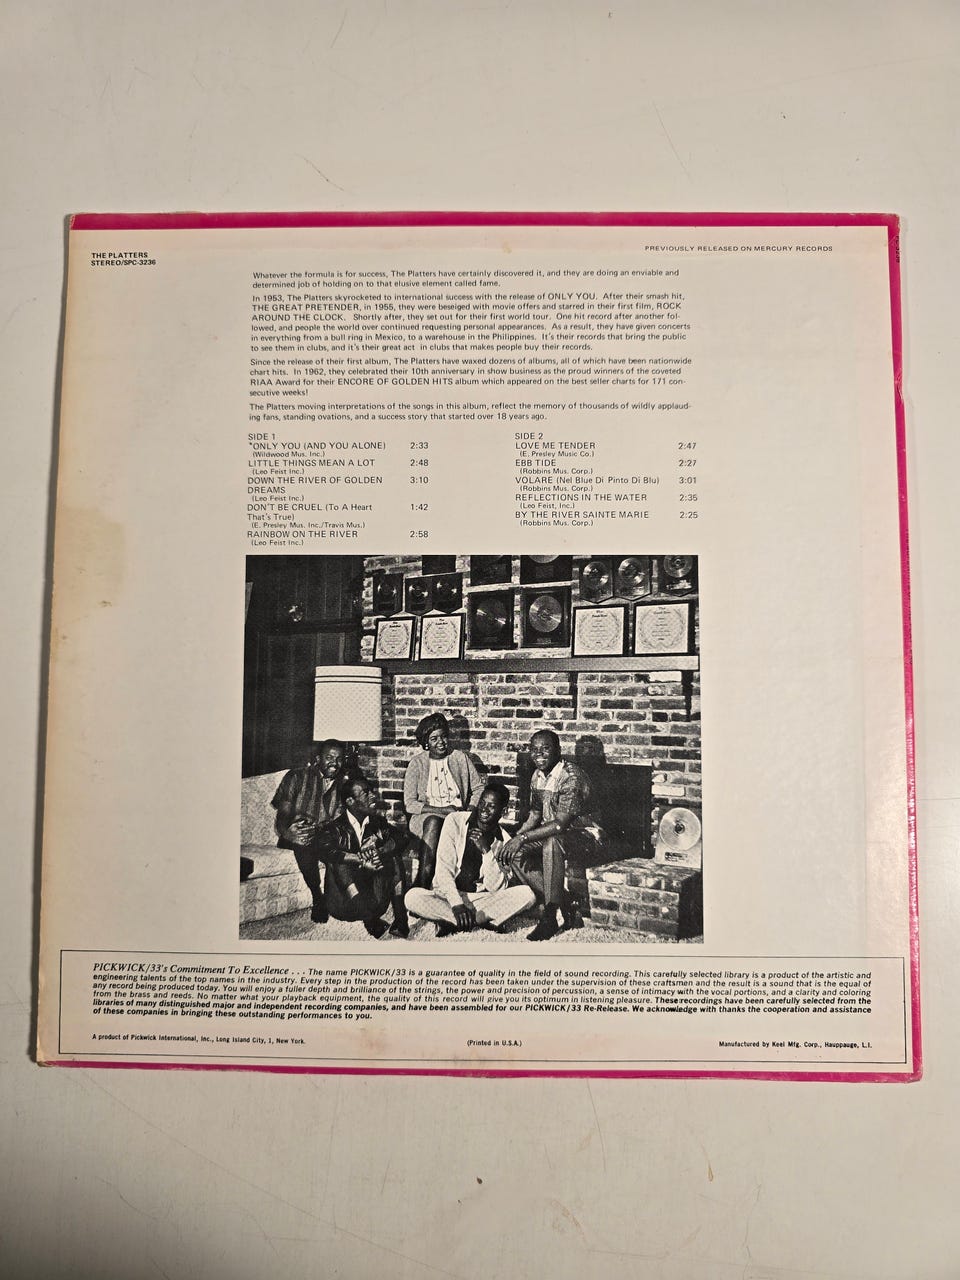 THE PLATTERS
STEREO/SPC-3236
PREVIOUSLY RELEASED ON MERCURY RECORDS
Whatever the formula is for success, The Platters have certainly discovered it, and they are doing an enviable and
determined job of holding on to that elusive element called fame.
In 1953, The Platters skyrocketed to international success with the release of ONLY YOU. After their smash hit,
THE GREAT PRETENDER, in 1955, they were beseiged with movie offers and starred in their first film, ROCK
AROUND THE CLOCK. Shortly after, they set out for their first world tour. One hit record after another fol-
lowed, and people the world over continued requesting personal appearances. As a result, they have given concerts
in everything from a bull ring in Mexico, to a warehouse in the Philippines. It's their records that bring the public
to see them in clubs, and it's their great act in clubs that makes people buy their records.
Since the release of their first album, The Platters have waxed dozens of albums, all of which have been nationwide
chart hits. In 1962, they celebrated their 10th anniversary in show business as the proud winners of the coveted
RIAA Award for their ENCORE OF GOLDEN HITS album which appeared on the best seller charts for 171 con-
secutive weeks!
The Platters moving interpretations of the songs in this album, reflect the memory of thousands of wildly applaud-
ing fans, standing ovations, and a success story that started over 18 years ago.
SIDE 1
*ONLY YOU (AND YOU ALONE) 2:33
(Wildwood Mus. Inc.)
LITTLE THINGS MEAN A LOT 2:48
(Leo Feist Inc.)
DOWN THE RIVER OF GOLDEN 3:10
DREAMS
(Leo Feist Inc.)
DON'T BE CRUEL (To A Heart 1:42
That's True)
(E. Presley Mus. Inc./Travis Mus.)
RAINBOW ON THE RIVER 2:58
(Leo Feist Inc.)
SIDE 2
LOVE ME TENDER 2:47
(E. Presley Music Co.)
EBB TIDE 2:27
(Robbins Mus. Corp.)
VOLARE (Nel Blue Di Pinto Di Blu) 3:01
(Robbins Mus. Corp.)
REFLECTIONS IN THE WATER 2:35
(Leo Feist, Inc.)
BY THE RIVER SAINTE MARIE 2:25
(Robbins Mus. Corp.)
PICKWICK/33's Commitment To Excellence . . . The name PICKWICK/33 is a guarantee of quality in the field of sound recording. This carefully selected library is a product of the artistic and
engineering talents of the top names in the industry. Every step in the production of the record has been taken under the supervision of these craftsmen and the result is a sound that is the equal of
any record being produced today. You will enjoy a fuller depth and brilliance of the strings, the power and precision of percussion, a sense of intimacy with the vocal portions, and a clarity and coloring
from the brass and reeds. No matter what your playback equipment, the quality of this record will give you its optimum in listening pleasure. These recordings have been carefully selected from the
libraries of many distinguished major and independent recording companies, and have been assembled for our PICKWICK/33 Re-Release. We acknowledge with thanks the cooperation and assistance
of these companies in bringing these outstanding performances to you.
A product of Pickwick International, Inc., Long Island City, 1, New York.
(Printed in U.S.A.)
Manufactured by Keel Mfg. Corp., Hauppauge, L.I.